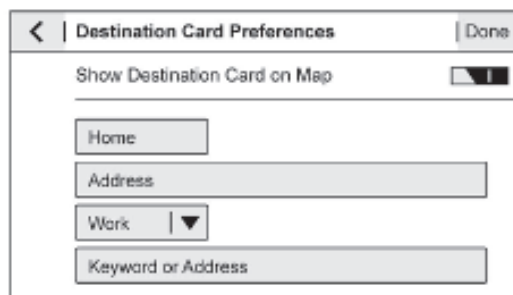 Destination Card Preferences
Done
Show Destination Card on Map
Home
Address
Work
Keyword or Address